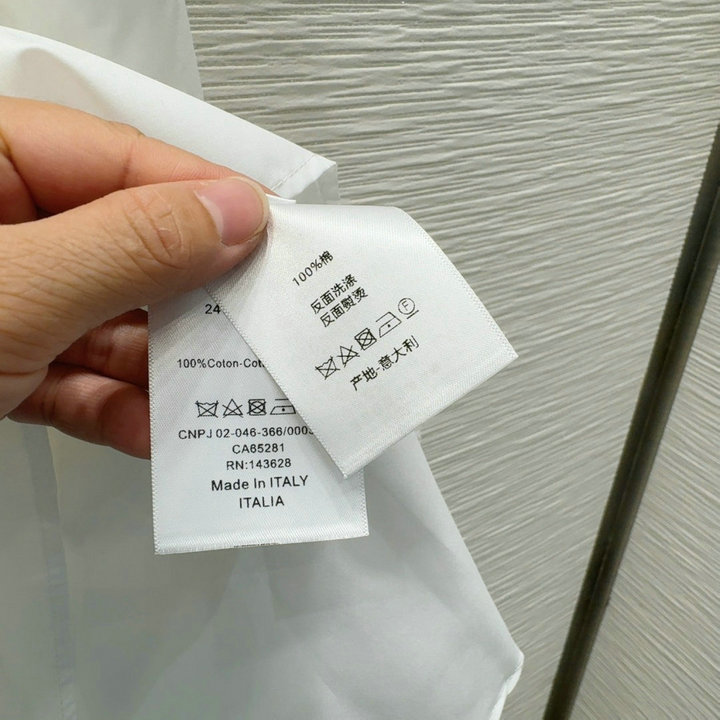 100%棉
反面洗涤
反面熨烫
F
产地-意大利
24
100%Coton-Cot
CNPJ 02-046-366/000
CA65281
RN:143628
Made In ITALY
ITALIA